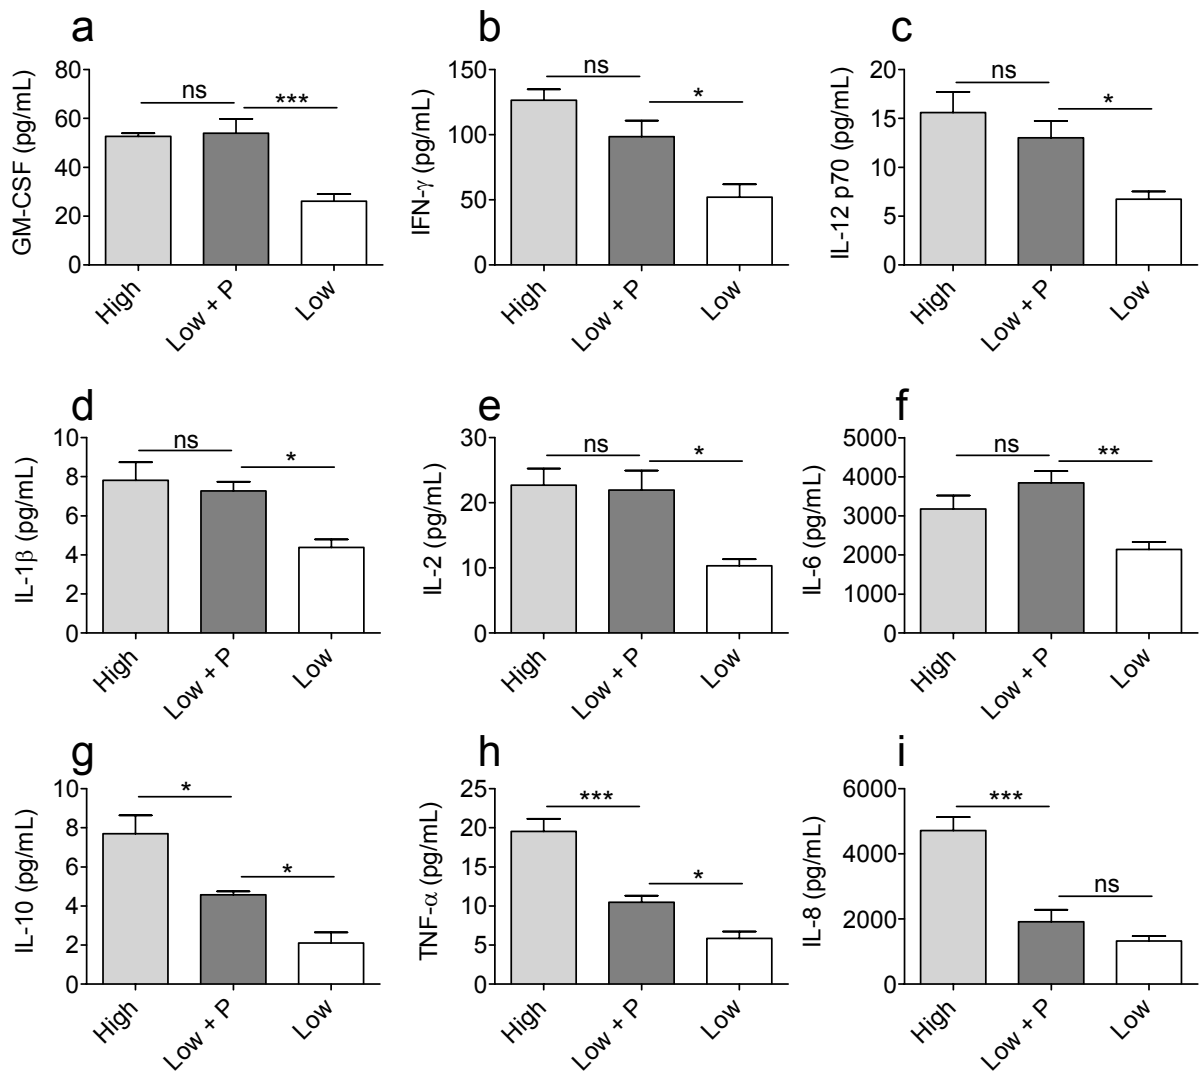 a
GM-CSF (pg/mL)
80
60
40
20
0
ns
***
High
Low + P
Low
b
IFN-γ (pg/mL)
150
100
50
0
ns
*
High
Low + P
Low
c
IL-12 p70 (pg/mL)
20
15
10
5
0
ns
*
High
Low + P
Low
d
IL-1β (pg/mL)
8
6
4
2
0
ns
*
High
Low + P
Low
e
IL-2 (pg/mL)
30
20
10
0
ns
*
High
Low + P
Low
f
IL-6 (pg/mL)
5000
4000
3000
2000
1000
0
ns
**
High
Low + P
Low
g
IL-10 (pg/mL)
8
6
4
2
0
*
*
High
Low + P
Low
h
TNF-α (pg/mL)
25
20
15
10
5
0
***
*
High
Low + P
Low
i
IL-8 (pg/mL)
6000
4000
2000
0
***
ns
High
Low + P
Low